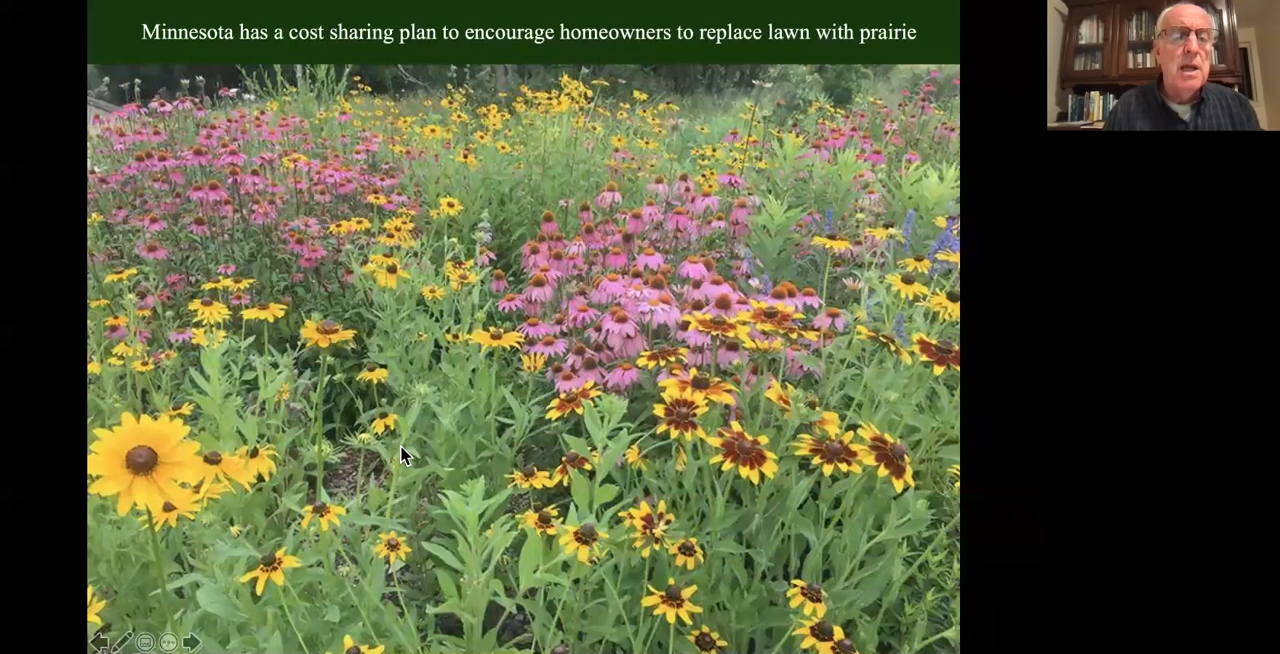 Minnesota has a cost sharing plan to encourage homeowners to replace lawn with prairie